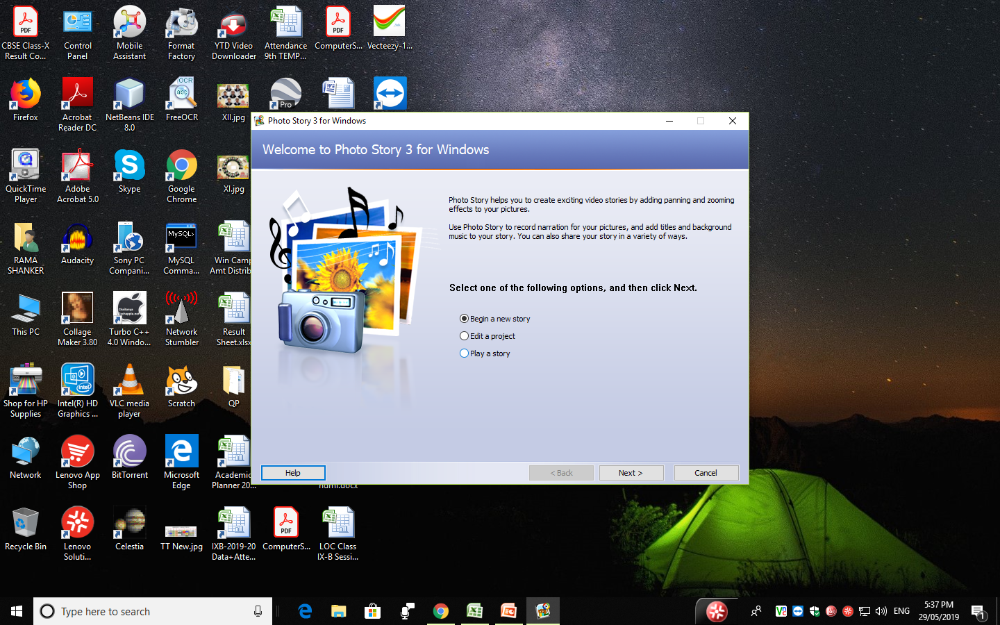 CBSE Class-X
Result Co...
Control
Panel
Mobile
Assistant
Format
Factory
YTD Video
Downloader
Attendance
9th TEMP...
PDF
ComputerS...
Vecteezy-1...
Firefox
Acrobat
Reader DC
NetBeans IDE
8.0
OCR
abc
FreeOCR
XII.jpg
Pro
QuickTime
Player
Adobe
Acrobat 5.0
Skype
Google
Chrome
XI.jpg
RAMA
SHANKER
Audacity
Sony PC
Compani...
MySQL>
MySQL
Comma...
Win Camp
Amt Distrib
This PC
Collage
Maker 3.80
Chaitanya
Turbo C++
4.0 Windo...
Network
Stumbler
Result
Sheet.xlsx
Shop for HP
Supplies
intel
Intel(R) HD
Graphics ...
VLC media
player
Scratch
QP
Network
Lenovo App
Shop
BitTorrent
Microsoft
Edge
Academic
Planner 20...
hdmi.docx
Recycle Bin
Lenovo
Soluti...
Celestia
TT New.jpg
IXB-2019-20
Data+Atte...
PDF
ComputerS...
LOC Class
IX-B Sessi...
Photo Story 3 for Windows
Welcome to Photo Story 3 for Windows
Photo Story helps you to create exciting video stories by adding panning and zooming
effects to your pictures.
Use Photo Story to record narration for your pictures, and add titles and background
music to your story. You can also share your story in a variety of ways.
Select one of the following options, and then click Next.
Begin a new story
Edit a project
Play a story
Help
< Back
Next >
Cancel
Type here to search
ENG
5:37 PM
29/05/2019
1